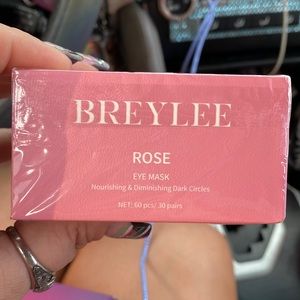 BREYLEE
ROSE
EYE MASK
Nourishing & Diminishing Dark Circles
NET: 60 pcs/ 30 pairs